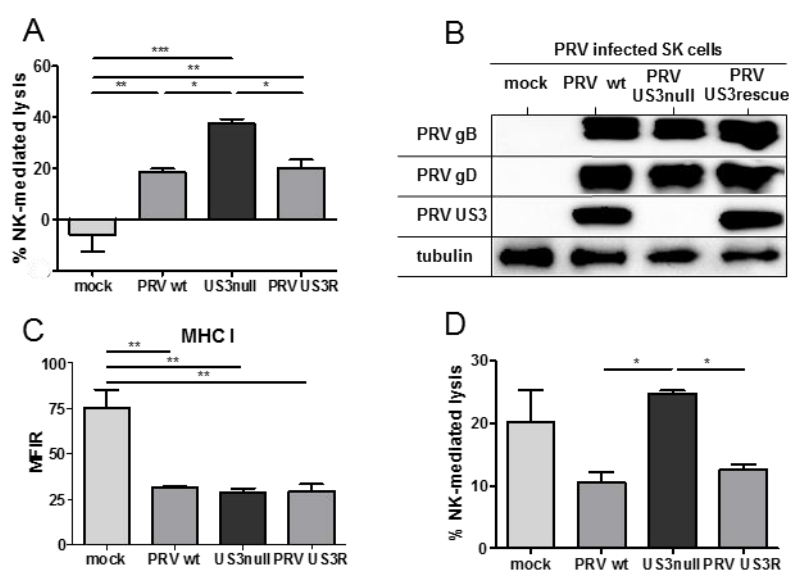 A
***
**
** * *
% NK-mediated lysis
60
40
20
0
mock PRV wt US3null PRV US3R
B
PRV infected SK cells
mock PRV wt PRV US3null PRV US3rescue
PRV gB
PRV gD
PRV US3
tubulin
C
MHC I
**
**
**
MFIR
100
75
50
25
0
mock PRV wt US3null PRV US3R
D
* *
% NK-mediated lysis
30
20
10
0
mock PRV wt US3null PRV US3R